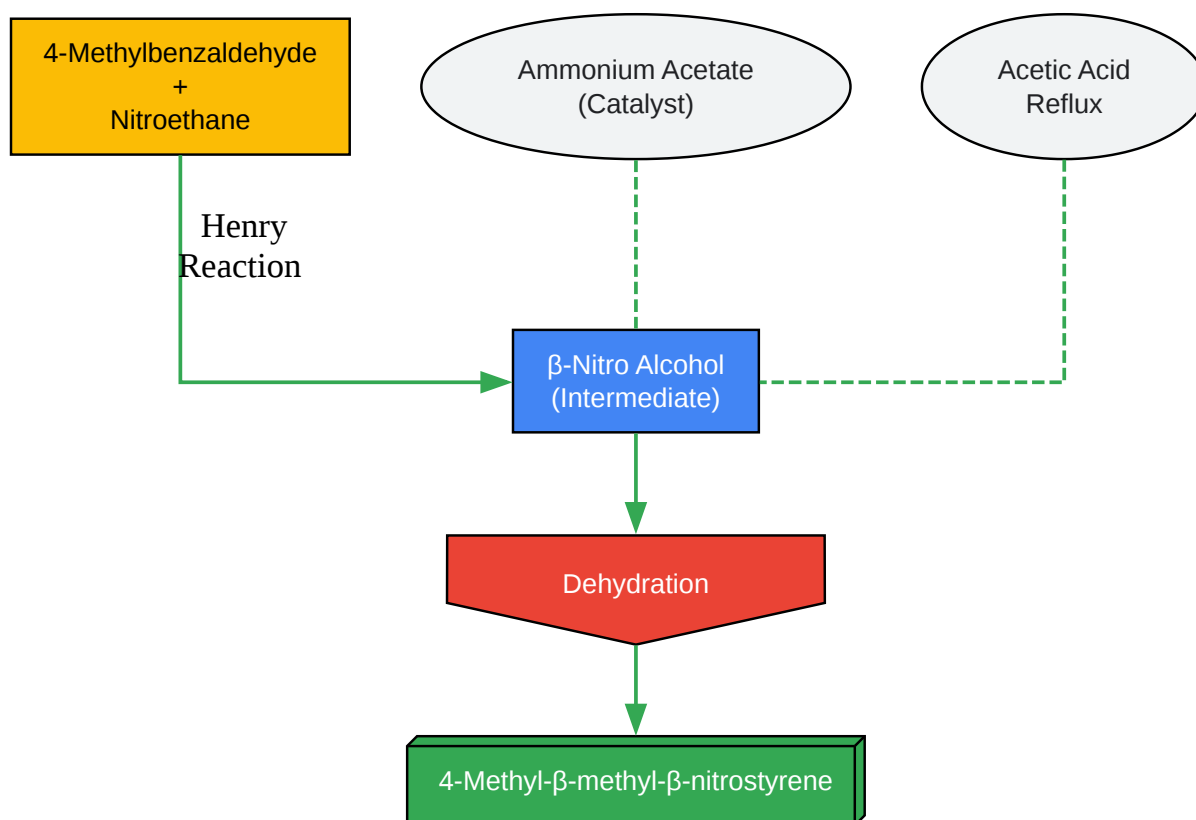 4-Methylbenzaldehyde
+
Nitroethane
Ammonium Acetate
(Catalyst)
Acetic Acid
Reflux
Henry
Reaction
β-Nitro Alcohol
(Intermediate)
Dehydration
4-Methyl-β-methyl-β-nitrostyrene